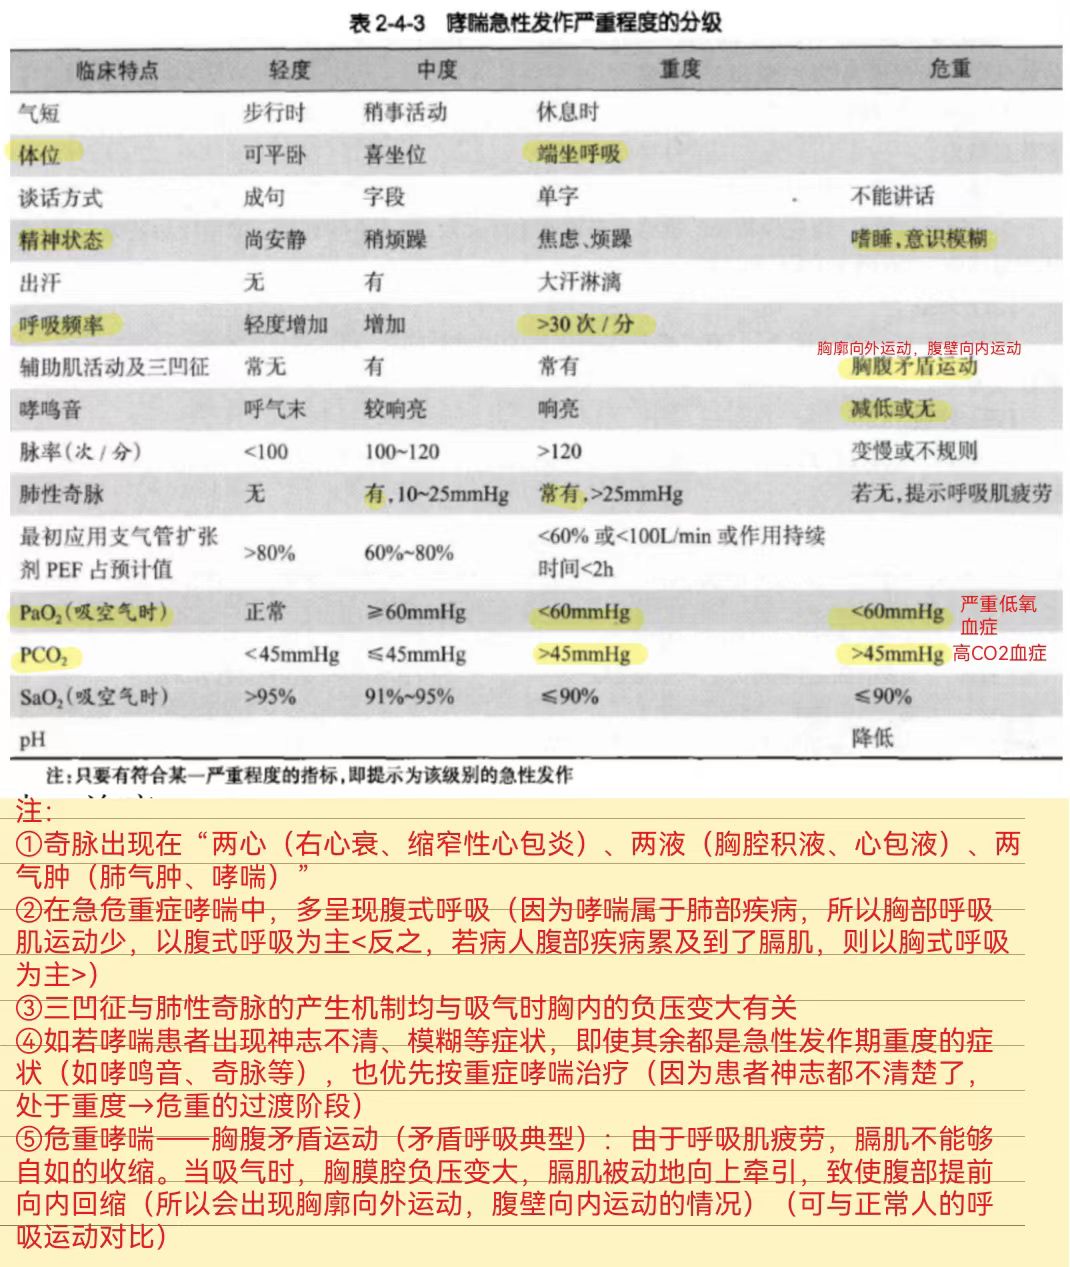 表 2-4-3 哮喘急性发作严重程度的分级
临床特点 轻度 中度 重度 危重
气短 步行时 稍事活动 休息时
体位 可平卧 喜坐位 端坐呼吸
谈话方式 成句 字段 单字 不能讲话
精神状态 尚安静 稍烦躁 焦虑、烦躁 嗜睡,意识模糊
出汗 无 有 大汗淋漓
呼吸频率 轻度增加 增加 >30 次 / 分
胸廓向外运动，腹壁向内运动
辅助肌活动及三凹征 常无 有 常有 胸腹矛盾运动
哮鸣音 呼气末 较响亮 响亮 减低或无
脉率(次 / 分) <100 100~120 >120 变慢或不规则
肺性奇脉 无 有,10~25mmHg 常有,>25mmHg 若无,提示呼吸肌疲劳
最初应用支气管扩张剂 PEF 占预计值 >80% 60%~80% <60% 或<100L/min 或作用持续时间<2h
PaO₂(吸空气时) 正常 ≥60mmHg <60mmHg <60mmHg 严重低氧血症
PCO₂ <45mmHg ≤45mmHg >45mmHg >45mmHg 高CO2血症
SaO₂(吸空气时) >95% 91%~95% ≤90% ≤90%
pH 降低
注:只要有符合某一严重程度的指标,即提示为该级别的急性发作
注：
①奇脉出现在“两心（右心衰、缩窄性心包炎）、两液（胸腔积液、心包液）、两
气肿（肺气肿、哮喘）”
②在急危重症哮喘中，多呈现腹式呼吸（因为哮喘属于肺部疾病，所以胸部呼吸
肌运动少，以腹式呼吸为主<反之，若病人腹部疾病累及到了膈肌，则以胸式呼吸
为主>）
③三凹征与肺性奇脉的产生机制均与吸气时胸内的负压变大有关
④如若哮喘患者出现神志不清、模糊等症状，即使其余都是急性发作期重度的症
状（如哮鸣音、奇脉等），也优先按重症哮喘治疗（因为患者神志都不清楚了，
处于重度→危重的过渡阶段）
⑤危重哮喘——胸腹矛盾运动（矛盾呼吸典型）：由于呼吸肌疲劳，膈肌不能够
自如的收缩。当吸气时，胸膜腔负压变大，膈肌被动地向上牵引，致使腹部提前
向内回缩（所以会出现胸廓向外运动，腹壁向内运动的情况）（可与正常人的呼
吸运动对比）